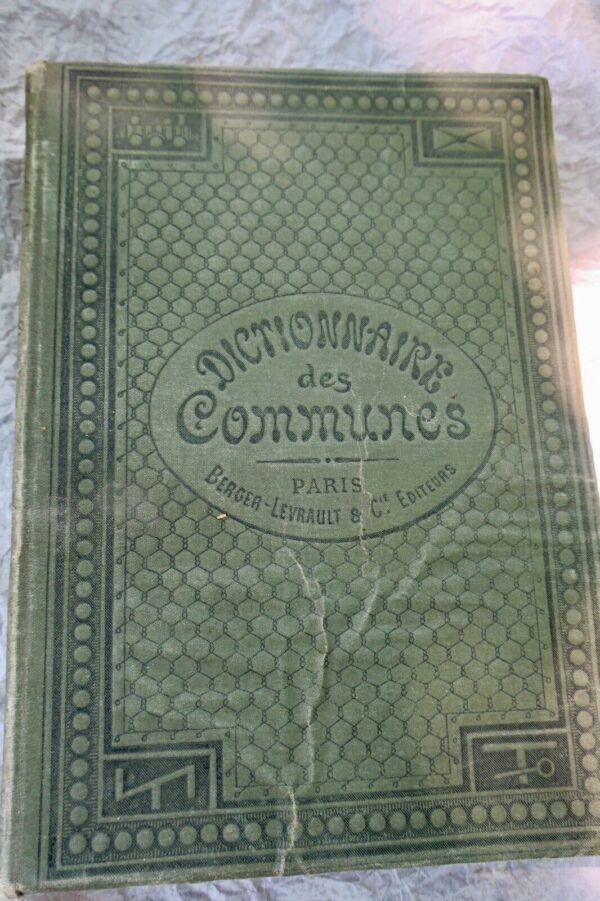 DICTIONNAIRE
des
Communes
PARIS
BERGER-LEVRAULT & Cie. EDITEURS